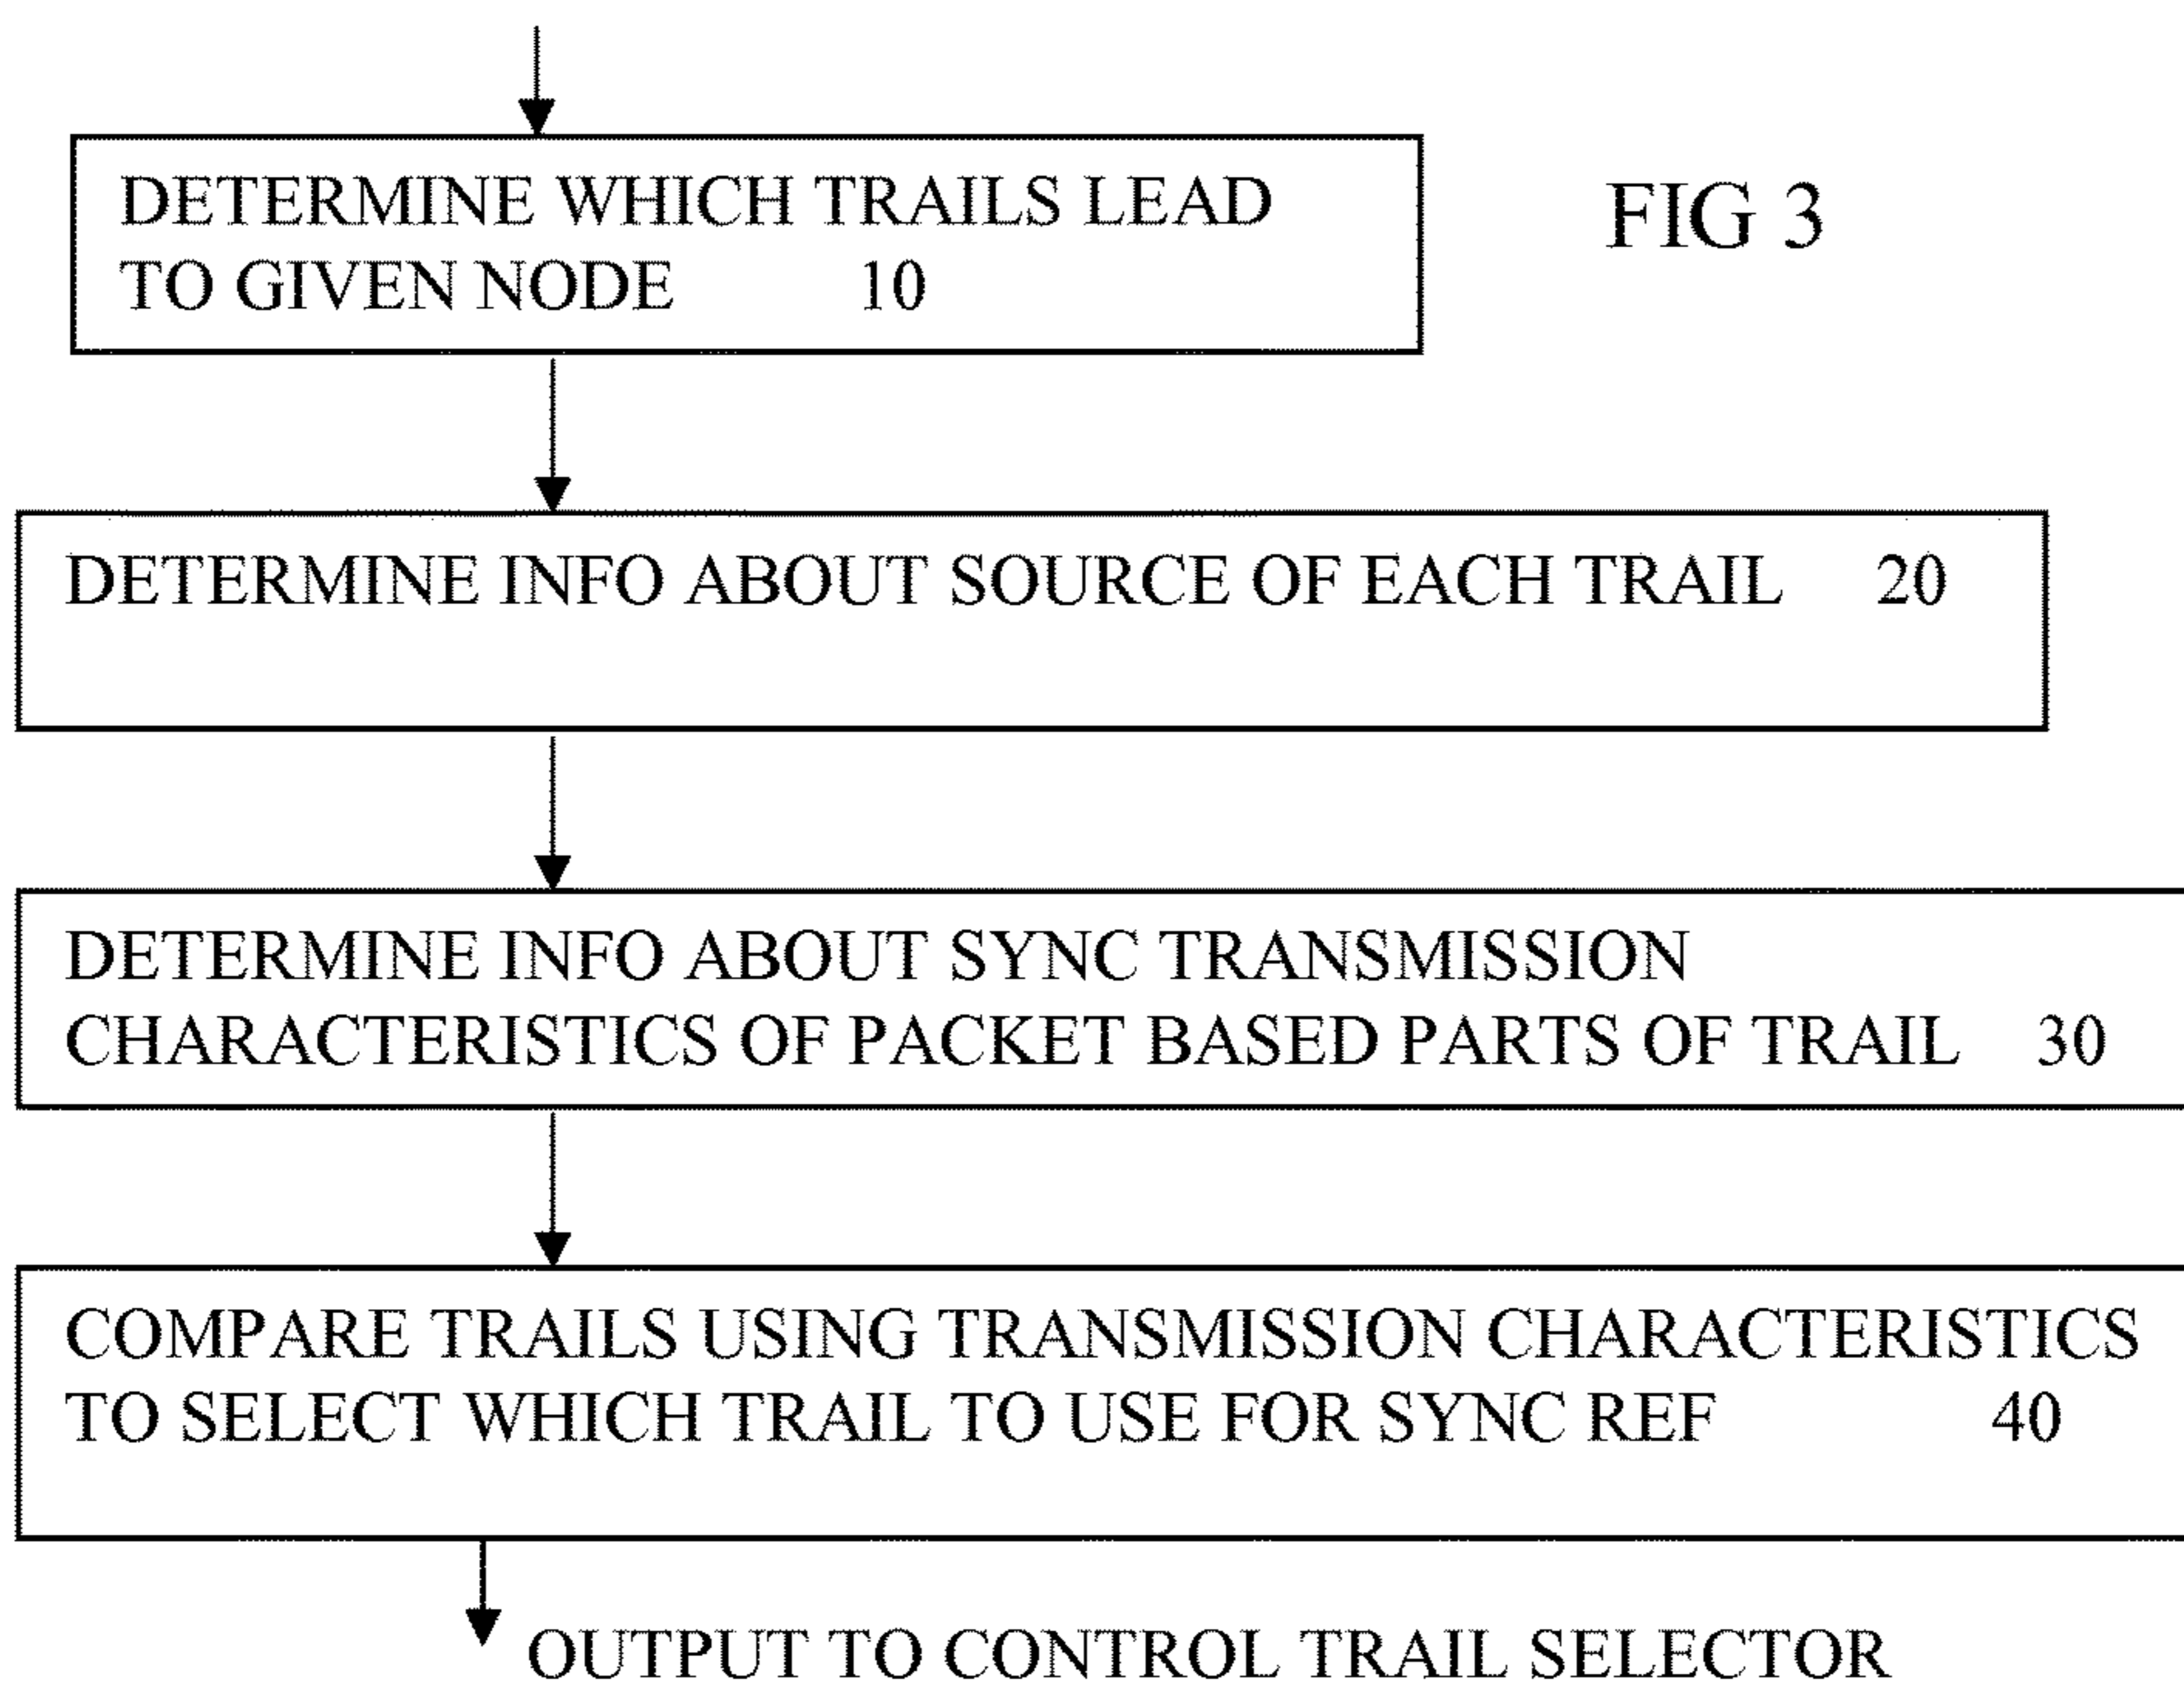 DETERMINE WHICH TRAILS LEAD
TO GIVEN NODE 10
FIG 3
DETERMINE INFO ABOUT SOURCE OF EACH TRAIL 20
DETERMINE INFO ABOUT SYNC TRANSMISSION
CHARACTERISTICS OF PACKET BASED PARTS OF TRAIL 30
COMPARE TRAILS USING TRANSMISSION CHARACTERISTICS
TO SELECT WHICH TRAIL TO USE FOR SYNC REF 40
OUTPUT TO CONTROL TRAIL SELECTOR